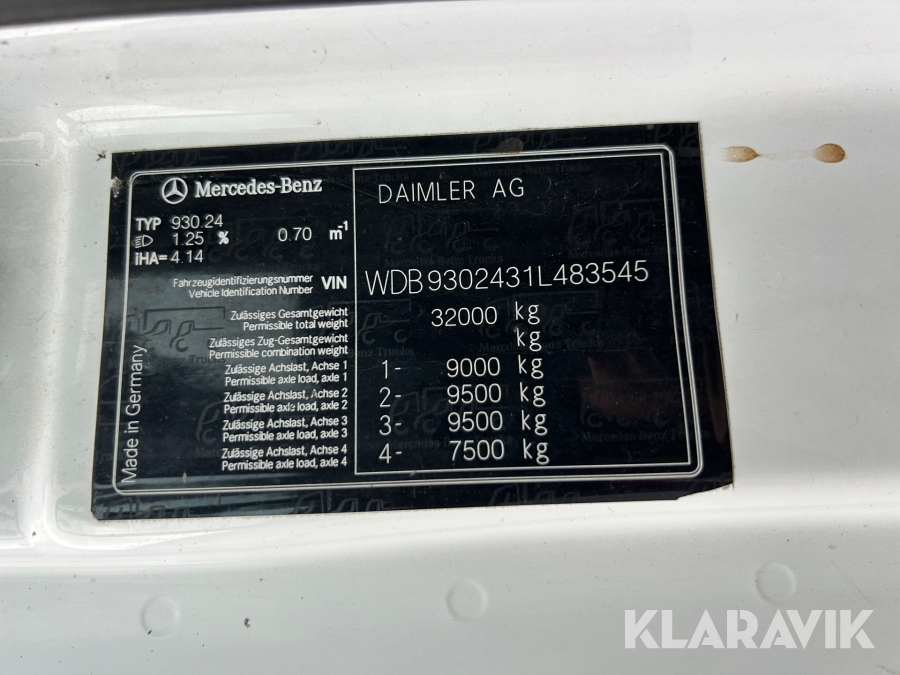 Mercedes-Benz
DAIMLER AG
TYP 930.24
1.25 % 0.70 m-1
iHA= 4.14
Fahrzeugidentifizierungsnummer
Vehicle Identification Number
VIN WDB9302431L483545
Zulässiges Gesamtgewicht
Permissible total weight
32000 kg
Zulässiges Zug-Gesamtgewicht
Permissible combination weight
kg
Zulässige Achslast, Achse 1
Permissible axle load, axle 1
1- 9000 kg
Zulässige Achslast, Achse 2
Permissible axle load, axle 2
2- 9500 kg
Zulässige Achslast, Achse 3
Permissible axle load, axle 3
3- 9500 kg
Zulässige Achslast, Achse 4
Permissible axle load, axle 4
4- 7500 kg
Made in Germany
KLARAVIK